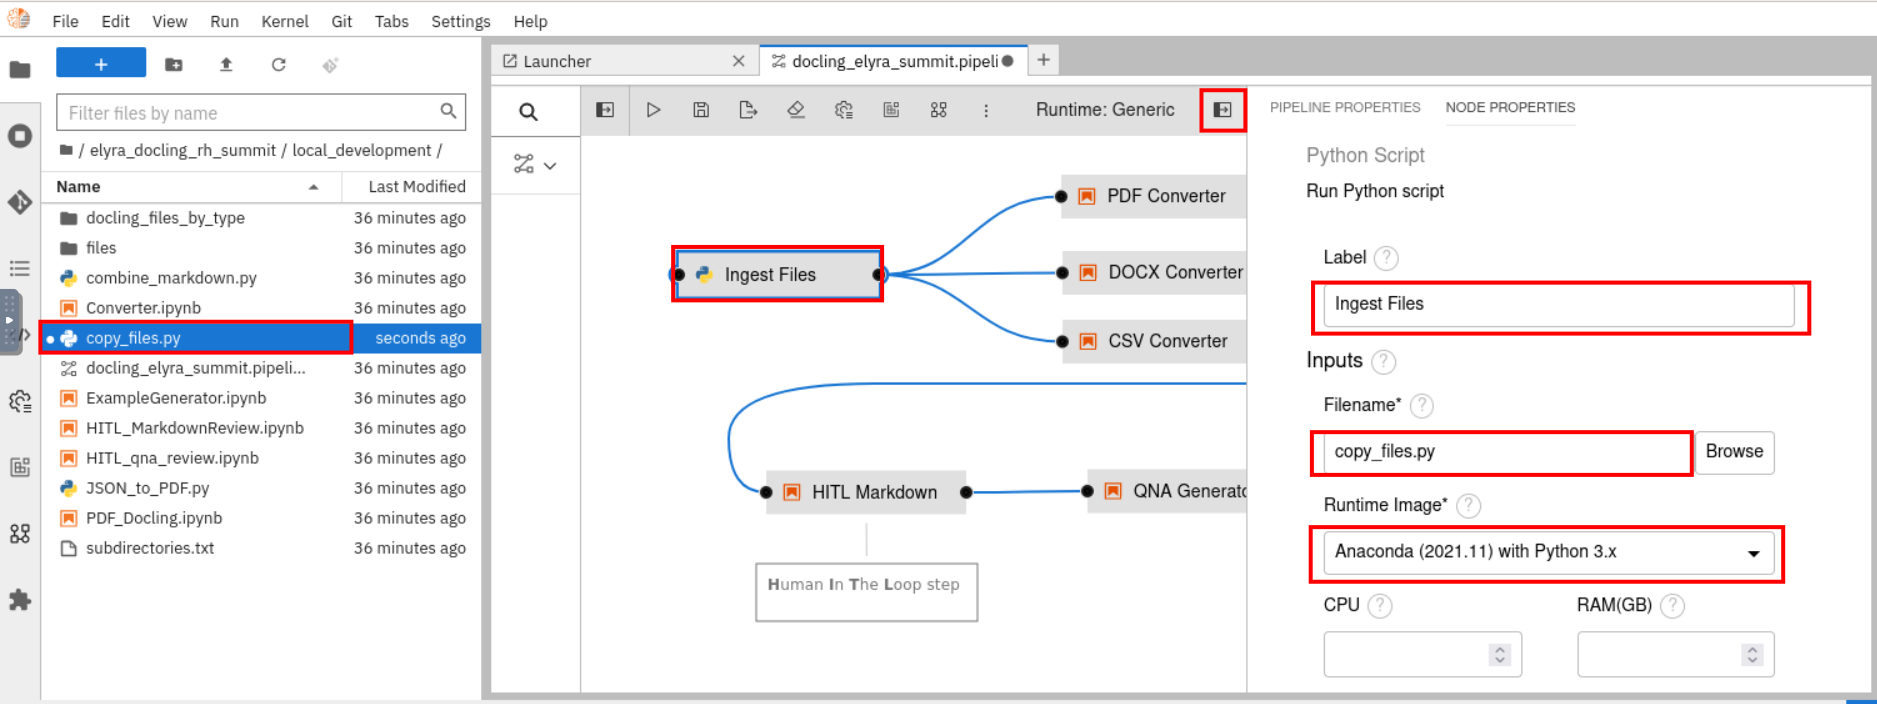 File Edit View Run Kernel Git Tabs Settings Help
+
Filter files by name
/ elyra_docling_rh_summit / local_development /
Name Last Modified
docling_files_by_type 36 minutes ago
files 36 minutes ago
combine_markdown.py 36 minutes ago
Converter.ipynb 36 minutes ago
copy_files.py seconds ago
docling_elyra_summit.pipeli... 36 minutes ago
ExampleGenerator.ipynb 36 minutes ago
HITL_MarkdownReview.ipynb 36 minutes ago
HITL_qna_review.ipynb 36 minutes ago
JSON_to_PDF.py 36 minutes ago
PDF_Docling.ipynb 36 minutes ago
subdirectories.txt 36 minutes ago
Launcher
docling_elyra_summit.pipeli
Runtime: Generic
Ingest Files
PDF Converter
DOCX Converter
CSV Converter
HITL Markdown
QNA Generato
Human In The Loop step
PIPELINE PROPERTIES NODE PROPERTIES
Python Script
Run Python script
Label ?
Ingest Files
Inputs ?
Filename* ?
copy_files.py Browse
Runtime Image* ?
Anaconda (2021.11) with Python 3.x
CPU ? RAM(GB) ?